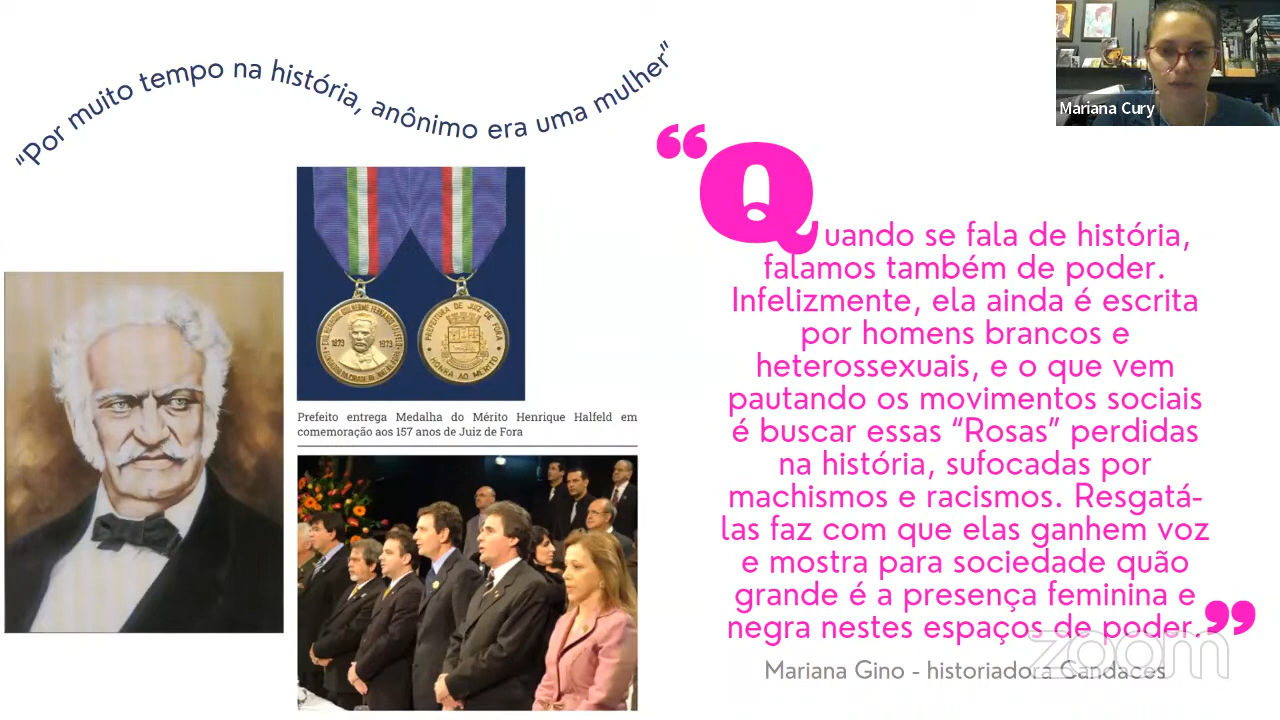 "Por muito tempo na história, anônimo era uma mulher"
Mariana Cury
Prefeito entrega Medalha do Mérito Henrique Halfeld em
comemoração aos 157 anos de Juiz de Fora
1873 1973
PREFEITURA DE JUIZ DE FORA
HONRA AO MÉRITO
“Quando se fala de história,
falamos também de poder.
Infelizmente, ela ainda é escrita
por homens brancos e
heterossexuais, e o que vem
pautando os movimentos sociais
é buscar essas “Rosas” perdidas
na história, sufocadas por
machismos e racismos. Resgatá-
las faz com que elas ganhem voz
e mostra para sociedade quão
grande é a presença feminina e
negra nestes espaços de poder.”
Mariana Gino - historiadora Candaces
zoom